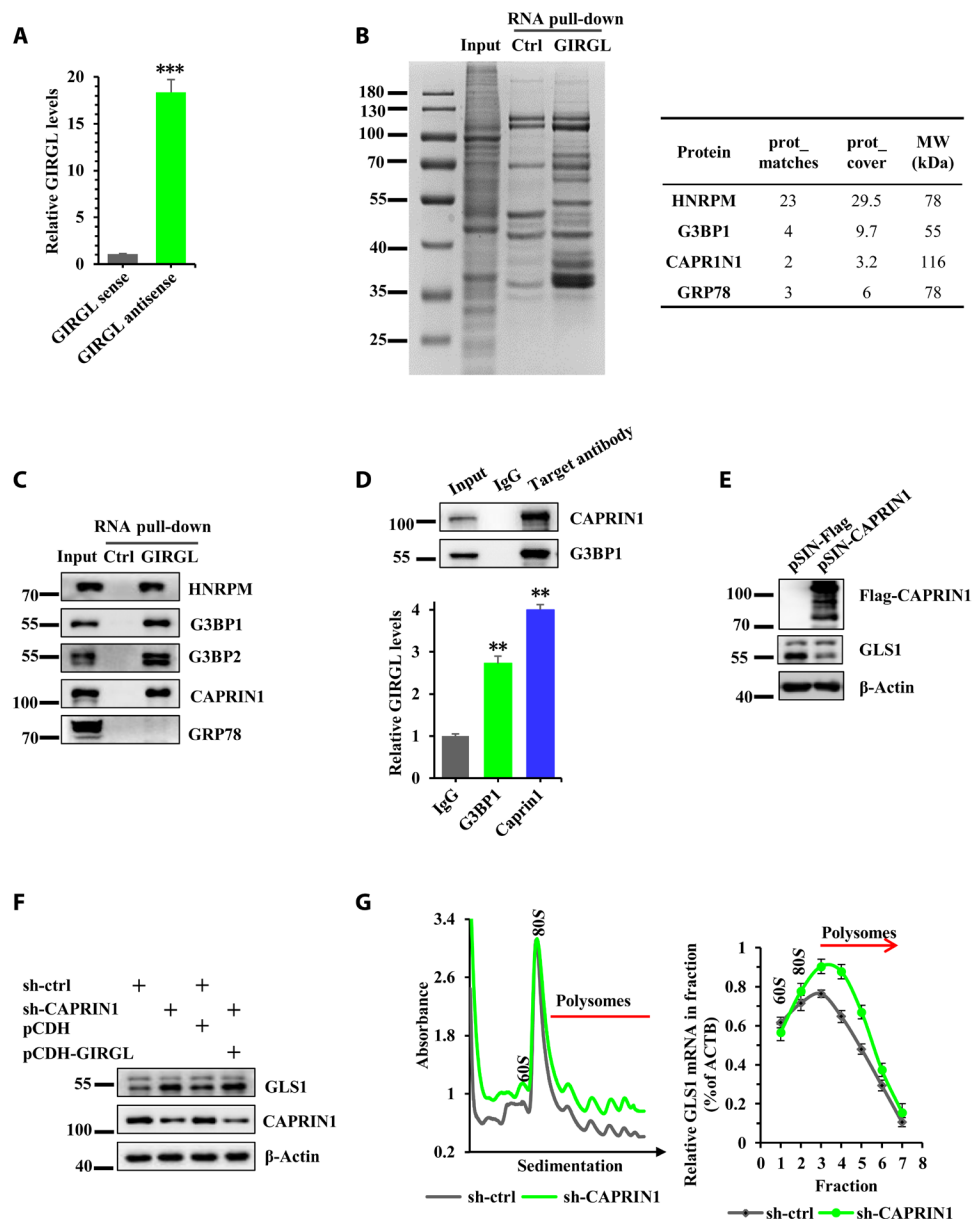 A
Relative GIRGL levels
20
15
10
5
0
***
GIRGL sense
GIRGL antisense
B
RNA pull-down
Input Ctrl GIRGL
180
130
100
70
55
40
35
25
Protein prot_matches prot_cover MW (kDa)
HNRPM 23 29.5 78
G3BP1 4 9.7 55
CAPR1N1 2 3.2 116
GRP78 3 6 78
C
RNA pull-down
Input Ctrl GIRGL
70 HNRPM
55 G3BP1
55 G3BP2
100 CAPRIN1
70 GRP78
D
Input IgG Target antibody
100 CAPRIN1
55 G3BP1
Relative GIRGL levels
4
3
2
1
0
**
**
IgG
G3BP1
Caprin1
E
pSIN-Flag
pSIN-CAPRIN1
100
70
Flag-CAPRIN1
55 GLS1
40 β-Actin
F
sh-ctrl + +
sh-CAPRIN1 + +
pCDH +
pCDH-GIRGL +
55 GLS1
100 CAPRIN1
40 β-Actin
G
Absorbance
3.4
2.6
1.8
1
0.2
60S
80S
Polysomes
Sedimentation
sh-ctrl sh-CAPRIN1
Relative GLS1 mRNA in fraction
(%of ACTB)
1
0.8
0.6
0.4
0.2
0
60S
80S
Polysomes
0 1 2 3 4 5 6 7 8
Fraction
sh-ctrl sh-CAPRIN1